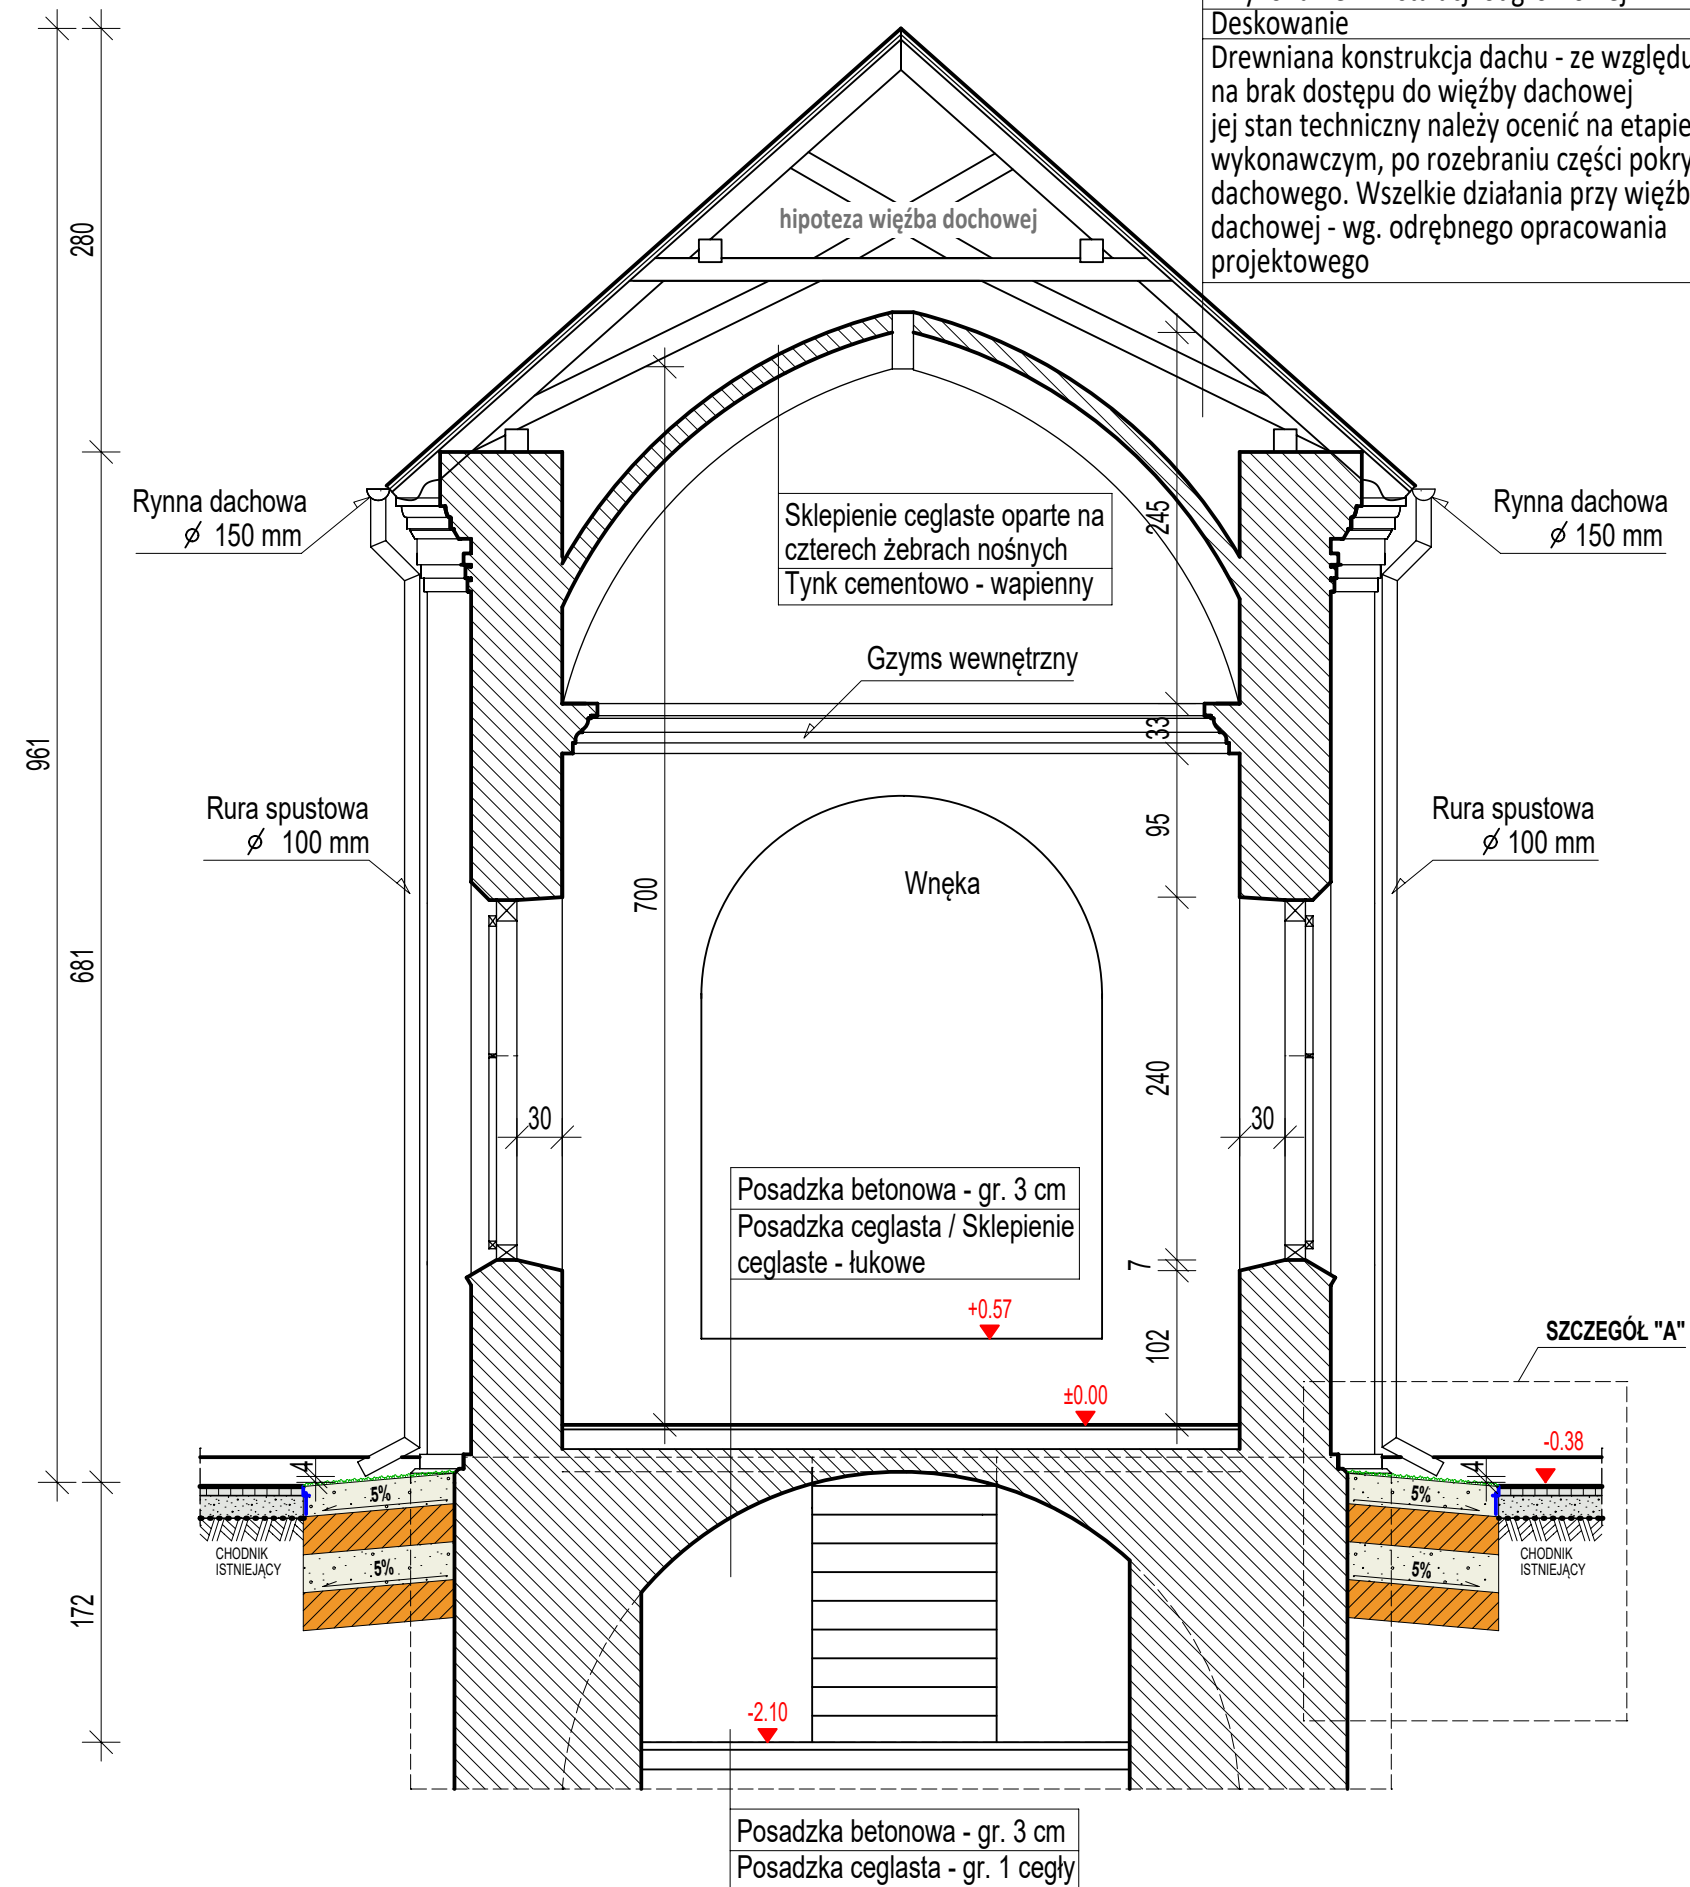 Deskowanie
Drewniana konstrukcja dachu - ze względu
na brak dostępu do więźby dachowej
jej stan techniczny należy ocenić na etapie
wykonawczym, po rozebraniu części pokry
dachowego. Wszelkie działania przy więźb
dachowej - wg. odrębnego opracowania
projektowego
280
hipoteza więźba dochowej
Rynna dachowa
ø 150 mm
Sklepienie ceglaste oparte na
czterech żebrach nośnych
Tynk cementowo - wapienny
245
Rynna dachowa
ø 150 mm
Gzyms wewnętrzny
33
961
Rura spustowa
ø 100 mm
95
Rura spustowa
ø 100 mm
Wnęka
700
681
240
30
30
Posadzka betonowa - gr. 3 cm
Posadzka ceglasta / Sklepienie
ceglaste - łukowe
7
+0.57
102
SZCZEGÓŁ "A"
±0.00
-0.38
4
4
5%
5%
CHODNIK
ISTNIEJĄCY
5%
5%
CHODNIK
ISTNIEJĄCY
172
-2.10
Posadzka betonowa - gr. 3 cm
Posadzka ceglasta - gr. 1 cegły